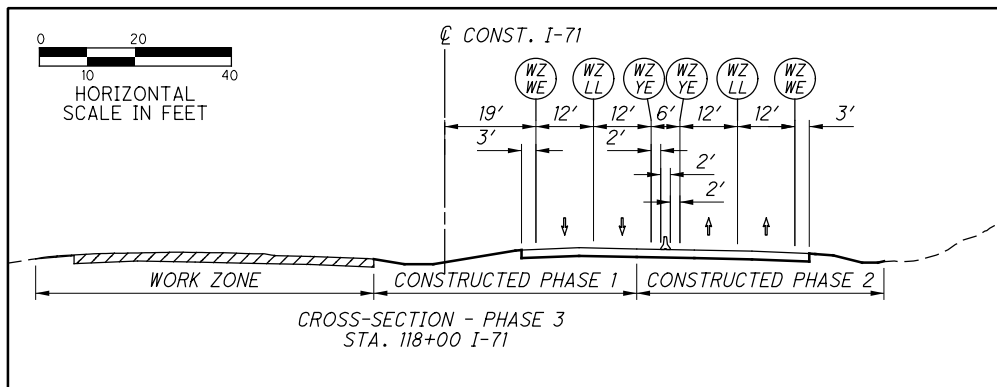 0 20
10 40
HORIZONTAL
SCALE IN FEET
℄ CONST. I-71
WZ WE
WZ LL
WZ YE
WZ YE
WZ LL
WZ WE
19' 12' 12' 6' 12' 12' 3'
3' 2'
2'
2'
WORK ZONE
CONSTRUCTED PHASE 1
CONSTRUCTED PHASE 2
CROSS-SECTION - PHASE 3
STA. 118+00 I-71